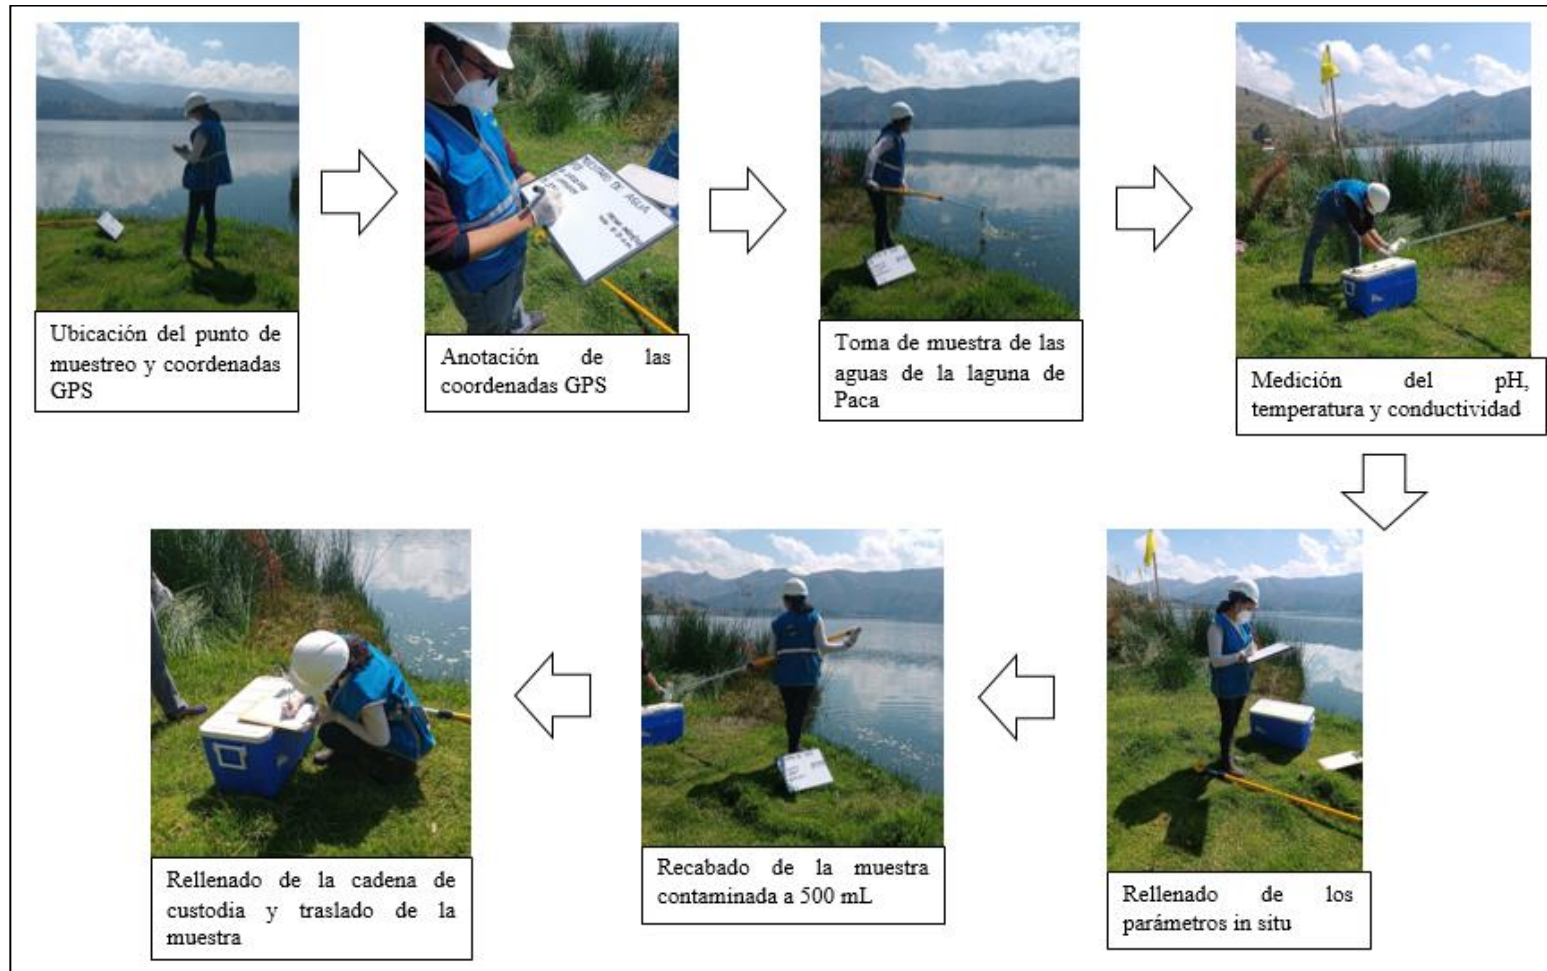 Ubicación del punto de
muestreo y coordenadas
GPS
Anotación de las
coordenadas GPS
Toma de muestra de las
aguas de la laguna de
Paca
Medición del pH,
temperatura y conductividad
Rellenado de los
parámetros in situ
Recabado de la muestra
contaminada a 500 mL
Rellenado de la cadena de
custodia y traslado de la
muestra
AGUA